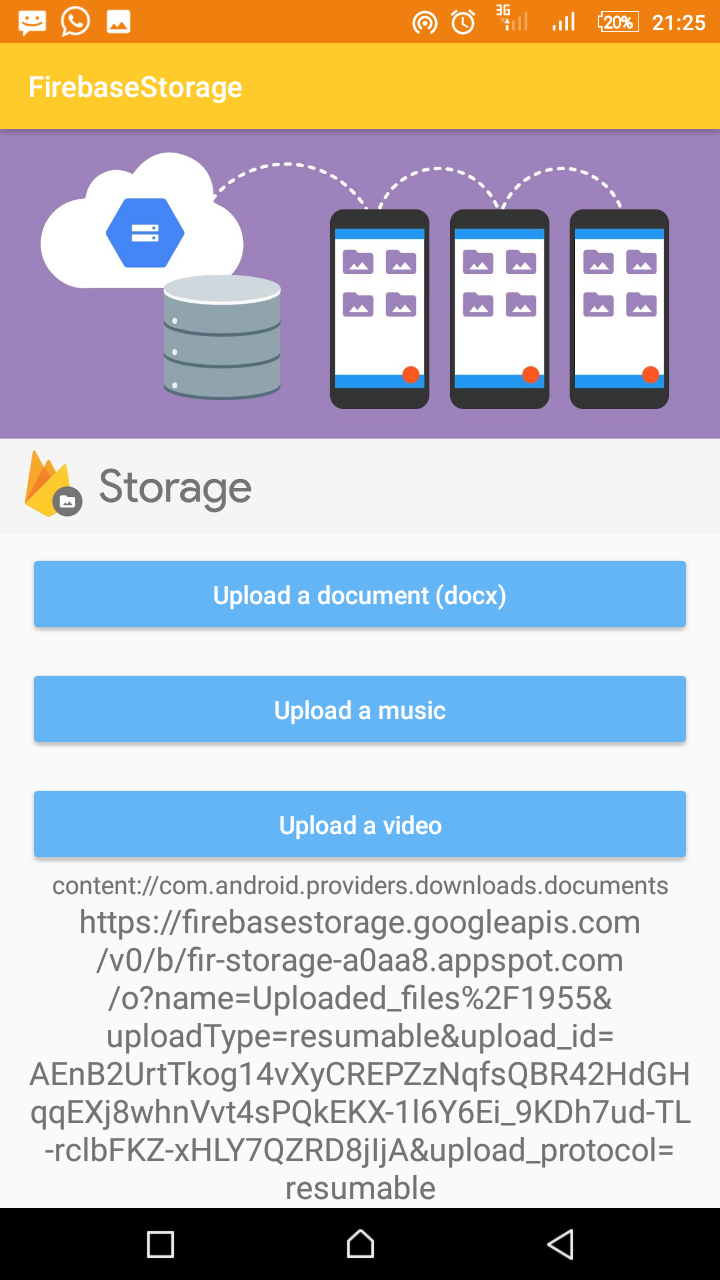 3G
20%
21:25
FirebaseStorage
Storage
Upload a document (docx)
Upload a music
Upload a video
content://com.android.providers.downloads.documents
https://firebasestorage.googleapis.com
/v0/b/fir-storage-a0aa8.appspot.com
/o?name=Uploaded_files%2F1955&
uploadType=resumable&upload_id=
AEnB2UrtTkog14vXyCREPZzNqfsQBR42HdGH
qqEXj8whnVvt4sPQkEKX-1l6Y6Ei_9KDh7ud-TL
-rclbFKZ-xHLY7QZRD8jIjA&upload_protocol=
resumable